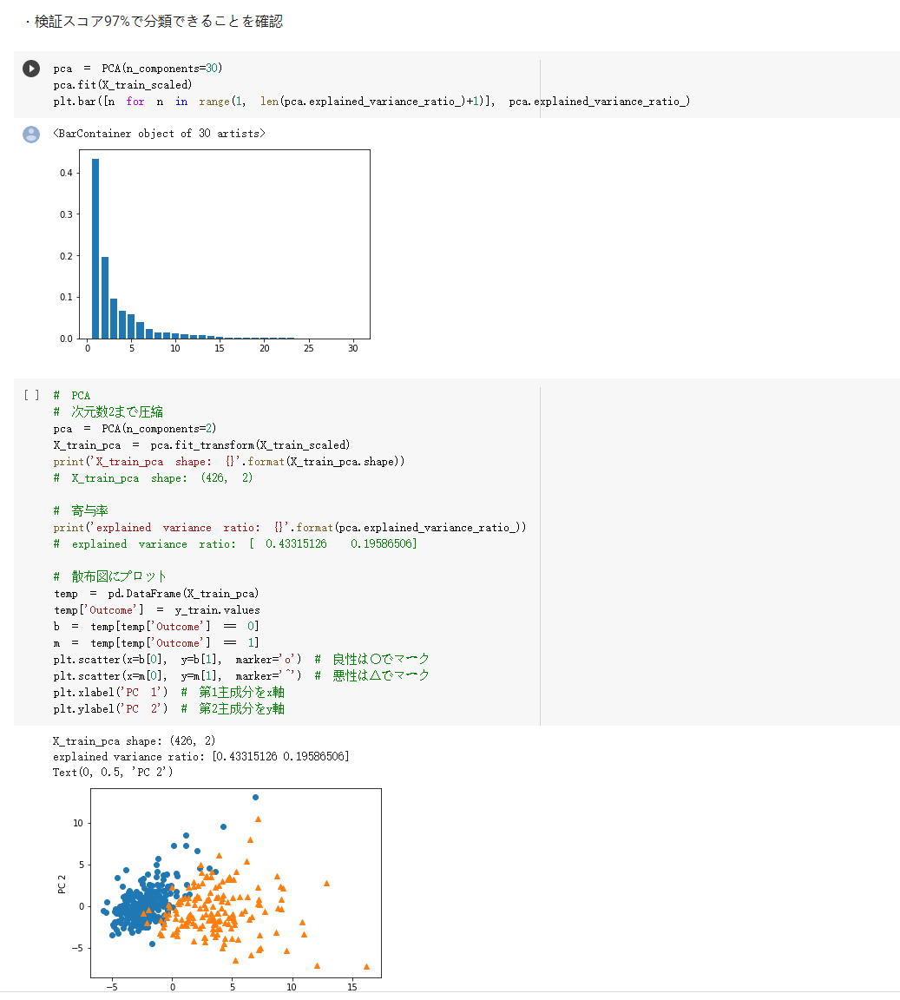 ・検証スコア97%で分類できることを確認
pca = PCA(n_components=30)
pca.fit(X_train_scaled)
plt.bar([n for n in range(1, len(pca.explained_variance_ratio_)+1)], pca.explained_variance_ratio_)
<BarContainer object of 30 artists>
0.4
0.3
0.2
0.1
0.0
0 5 10 15 20 25 30
[ ] # PCA
# 次元数2まで圧縮
pca = PCA(n_components=2)
X_train_pca = pca.fit_transform(X_train_scaled)
print('X_train_pca shape: {}'.format(X_train_pca.shape))
# X_train_pca shape: (426, 2)
# 寄与率
print('explained variance ratio: {}'.format(pca.explained_variance_ratio_))
# explained variance ratio: [ 0.43315126 0.19586506]
# 散布図にプロット
temp = pd.DataFrame(X_train_pca)
temp['Outcome'] = y_train.values
b = temp[temp['Outcome'] == 0]
m = temp[temp['Outcome'] == 1]
plt.scatter(x=b[0], y=b[1], marker='o') # 良性は○でマーク
plt.scatter(x=m[0], y=m[1], marker='^') # 悪性は△でマーク
plt.xlabel('PC 1') # 第1主成分をx軸
plt.ylabel('PC 2') # 第2主成分をy軸
X_train_pca shape: (426, 2)
explained variance ratio: [0.43315126 0.19586506]
Text(0, 0.5, 'PC 2')
10
5
0
−5
PC 2
−5 0 5 10 15